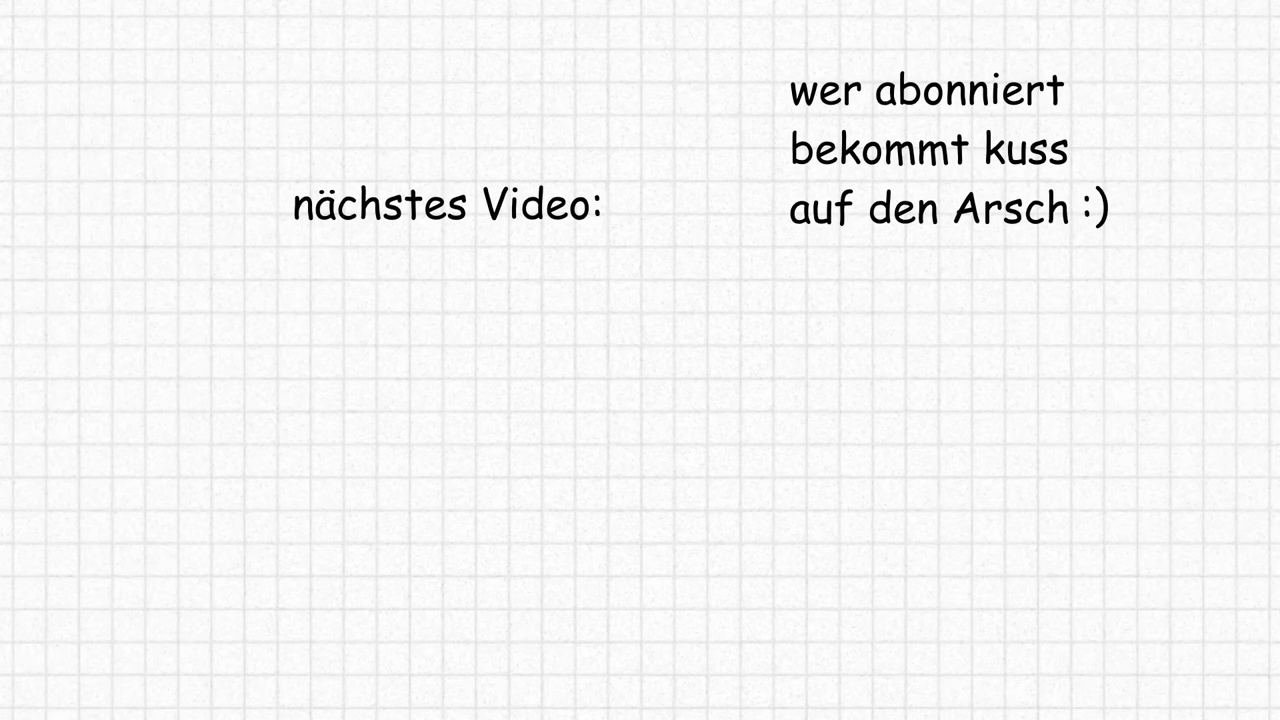 nächstes Video:
wer abonniert
bekommt kuss
auf den Arsch :)